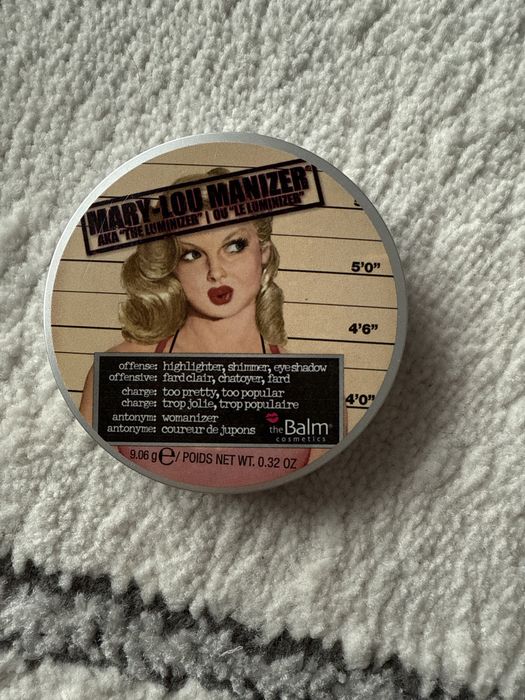 MARY-LOU MANIZER®
AKA "THE LUMINIZER" | OU "LE LUMINIZER"
5'0"
4'6"
4'0"
offense: highlighter, shimmer, eyeshadow
offensive: fard clair, chatoyer, fard
charge: too pretty, too popular
charge: trop jolie, trop populaire
antonym: womanizer
antonyme: coureur de jupons
theBalm®
cosmetics
9.06 g ℮ / POIDS NET WT. 0.32 OZ